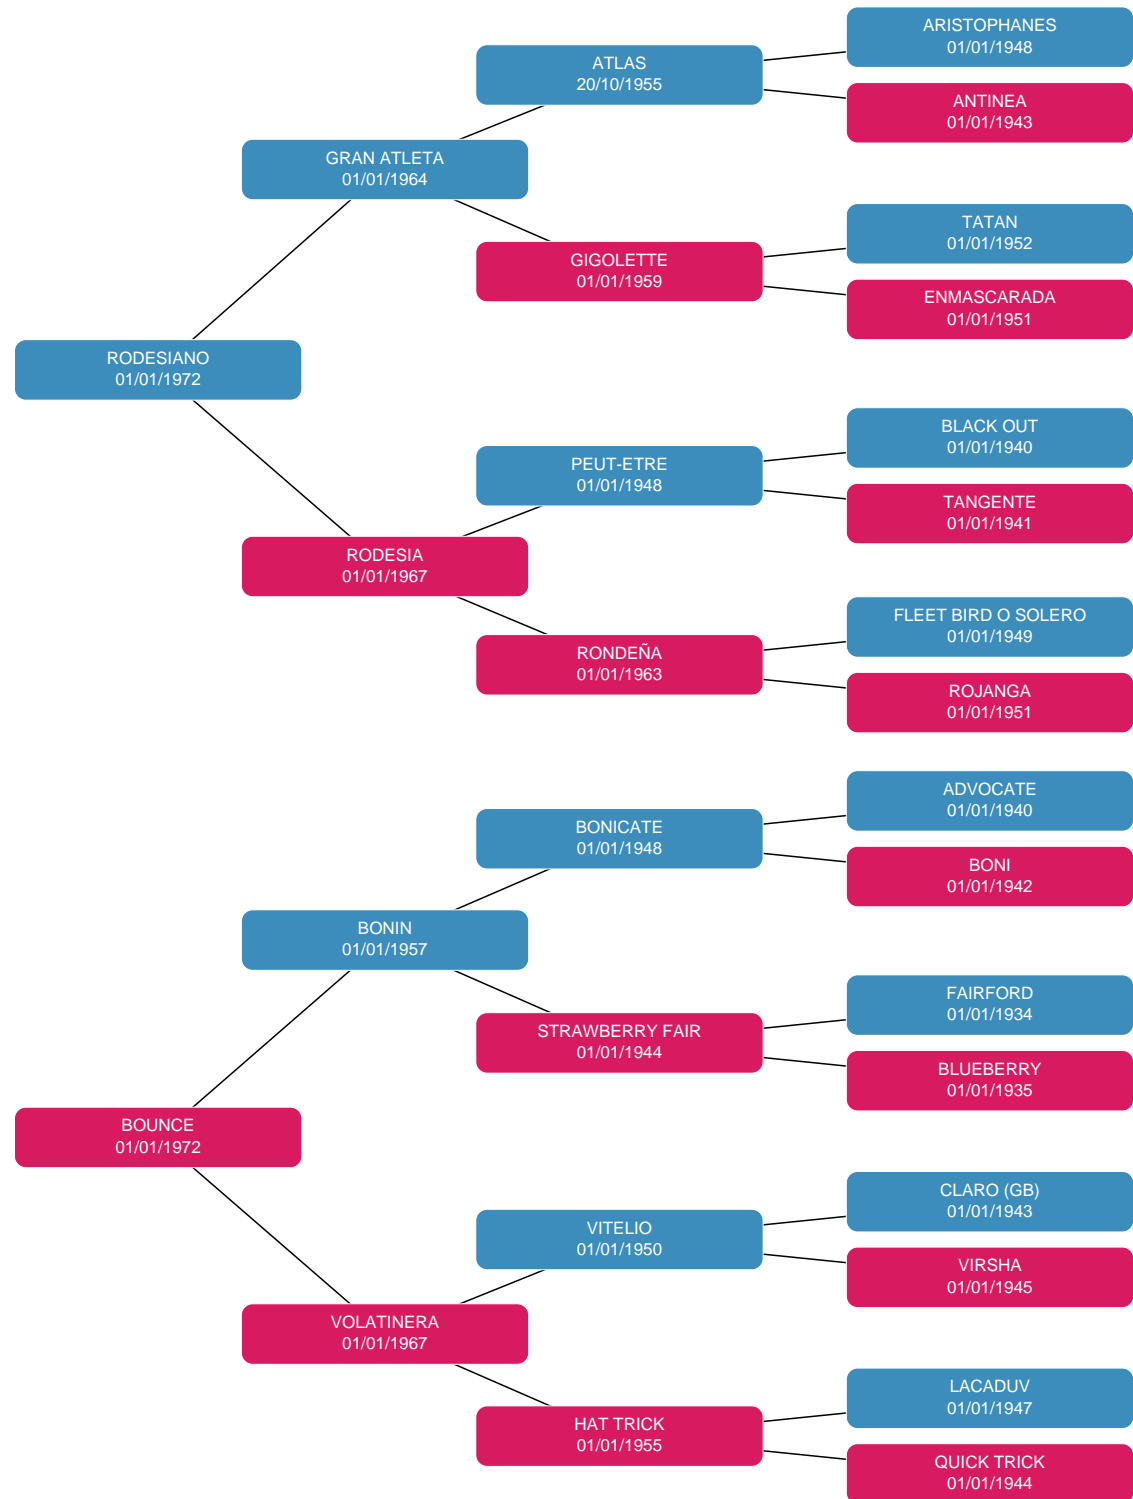 ARISTOPHANES
01/01/1948
ATLAS
20/10/1955
ANTINEA
01/01/1943
GRAN ATLETA
01/01/1964
TATAN
01/01/1952
GIGOLETTE
01/01/1959
ENMASCARADA
01/01/1951
RODESIANO
01/01/1972
BLACK OUT
01/01/1940
PEUT-ETRE
01/01/1948
TANGENTE
01/01/1941
RODESIA
01/01/1967
FLEET BIRD O SOLERO
01/01/1949
RONDEÑA
01/01/1963
ROJANGA
01/01/1951
ADVOCATE
01/01/1940
BONICATE
01/01/1948
BONI
01/01/1942
BONIN
01/01/1957
FAIRFORD
01/01/1934
STRAWBERRY FAIR
01/01/1944
BLUEBERRY
01/01/1935
BOUNCE
01/01/1972
CLARO (GB)
01/01/1943
VITELIO
01/01/1950
VIRSHA
01/01/1945
VOLATINERA
01/01/1967
LACADUV
01/01/1947
HAT TRICK
01/01/1955
QUICK TRICK
01/01/1944